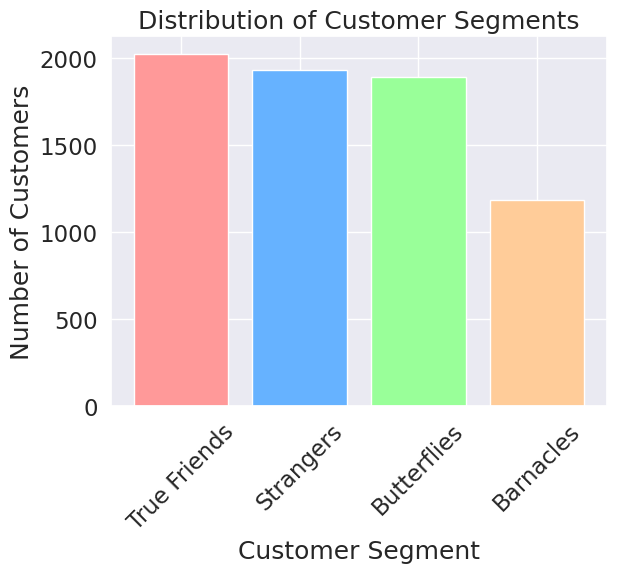 Distribution of Customer Segments
Number of Customers
2000
1500
1000
500
0
True Friends
Strangers
Butterflies
Barnacles
Customer Segment